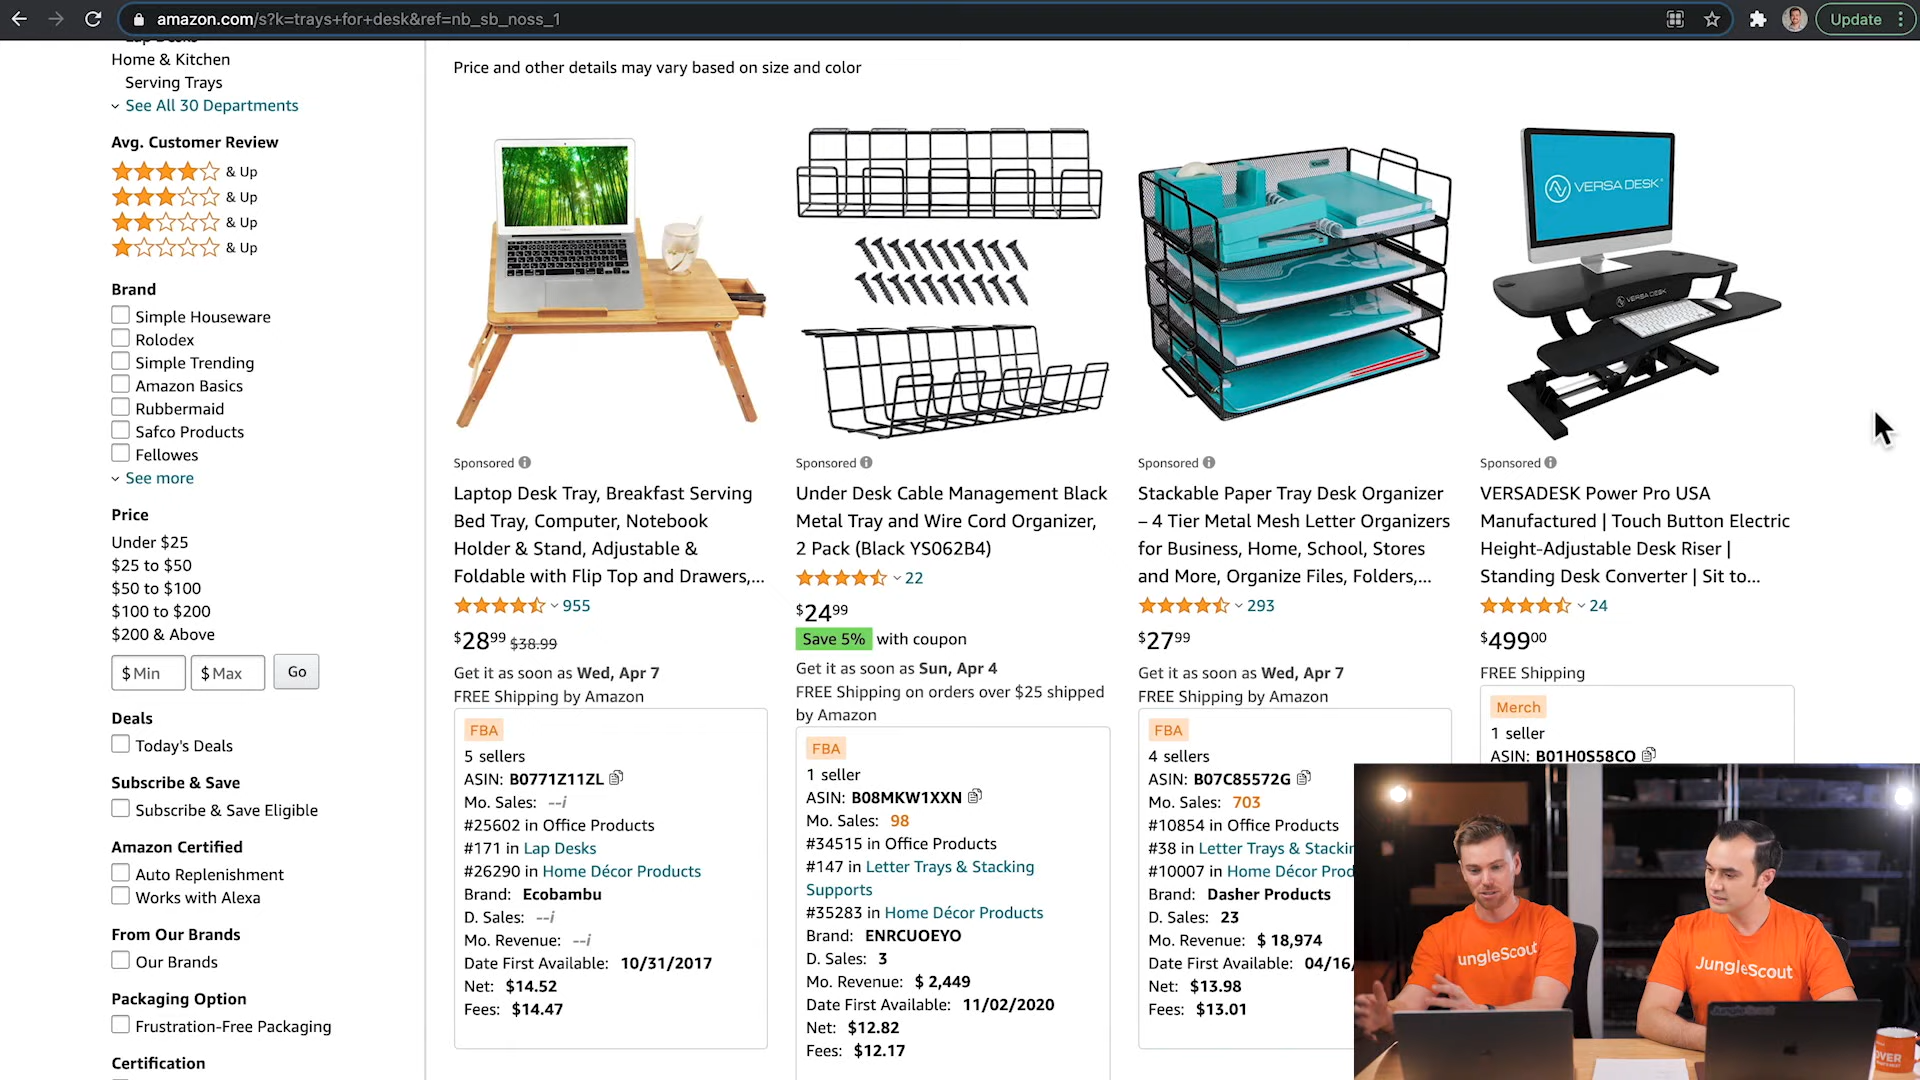 amazon.com/s?k=trays+for+desk&ref=nb_sb_noss_1
Update
Home & Kitchen
Serving Trays
See All 30 Departments
Avg. Customer Review
& Up
& Up
& Up
& Up
Brand
Simple Houseware
Rolodex
Simple Trending
Amazon Basics
Rubbermaid
Safco Products
Fellowes
See more
Price
Under $25
$25 to $50
$50 to $100
$100 to $200
$200 & Above
$ Min $ Max Go
Deals
Today's Deals
Subscribe & Save
Subscribe & Save Eligible
Amazon Certified
Auto Replenishment
Works with Alexa
From Our Brands
Our Brands
Packaging Option
Frustration-Free Packaging
Certification
Price and other details may vary based on size and color
Sponsored
Laptop Desk Tray, Breakfast Serving
Bed Tray, Computer, Notebook
Holder & Stand, Adjustable &
Foldable with Flip Top and Drawers,...
955
$2899 $38.99
Get it as soon as Wed, Apr 7
FREE Shipping by Amazon
FBA
5 sellers
ASIN: B0771Z11ZL
Mo. Sales: --i
#25602 in Office Products
#171 in Lap Desks
#26290 in Home Décor Products
Brand: Ecobambu
D. Sales: --i
Mo. Revenue: --i
Date First Available: 10/31/2017
Net: $14.52
Fees: $14.47
Sponsored
Under Desk Cable Management Black
Metal Tray and Wire Cord Organizer,
2 Pack (Black YS062B4)
22
$2499
Save 5% with coupon
Get it as soon as Sun, Apr 4
FREE Shipping on orders over $25 shipped
by Amazon
FBA
1 seller
ASIN: B08MKW1XXN
Mo. Sales: 98
#34515 in Office Products
#147 in Letter Trays & Stacking
Supports
#35283 in Home Décor Products
Brand: ENRCUOEYO
D. Sales: 3
Mo. Revenue: $ 2,449
Date First Available: 11/02/2020
Net: $12.82
Fees: $12.17
Sponsored
Stackable Paper Tray Desk Organizer
– 4 Tier Metal Mesh Letter Organizers
for Business, Home, School, Stores
and More, Organize Files, Folders,...
293
$2799
Get it as soon as Wed, Apr 7
FREE Shipping by Amazon
FBA
4 sellers
ASIN: B07C85572G
Mo. Sales: 703
#10854 in Office Products
#38 in Letter Trays & Stackin
#10007 in Home Décor Prod
Brand: Dasher Products
D. Sales: 23
Mo. Revenue: $ 18,974
Date First Available: 04/16/
Net: $13.98
Fees: $13.01
VERSA DESK
VERSA DESK
Sponsored
VERSADESK Power Pro USA
Manufactured | Touch Button Electric
Height-Adjustable Desk Riser |
Standing Desk Converter | Sit to...
24
$49900
FREE Shipping
Merch
1 seller
ASIN: B01H0S58CO
ungleScout
JungleScout
JungleScout
OVER